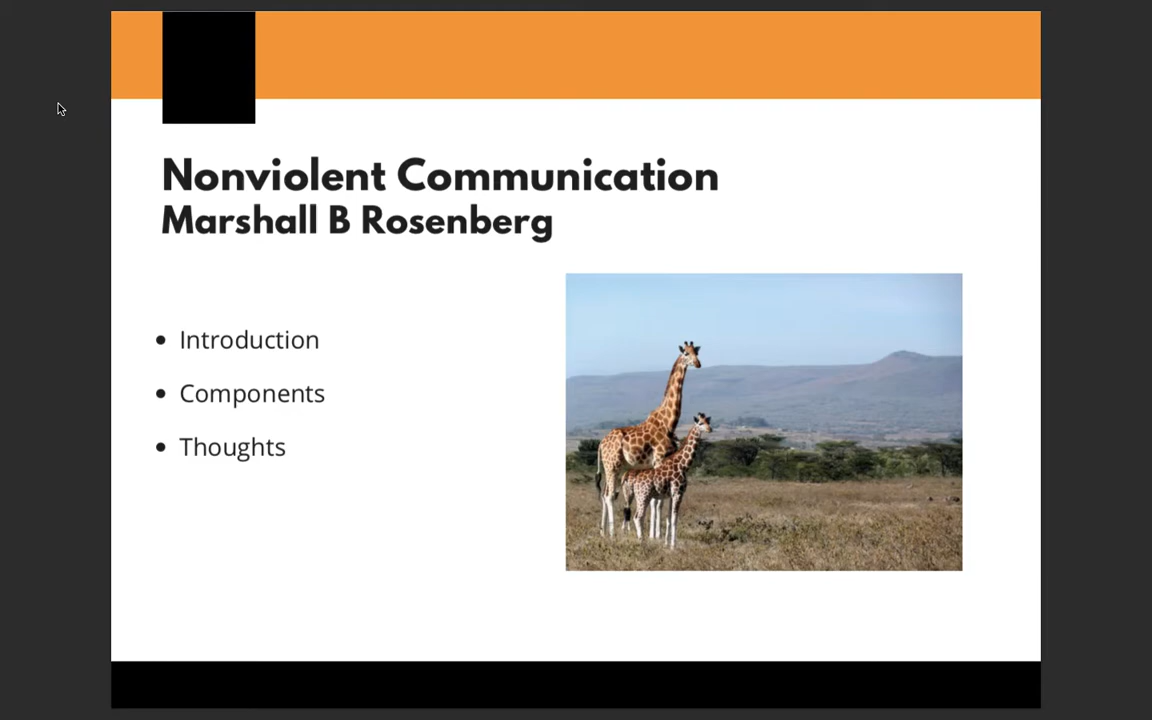 Nonviolent Communication
Marshall B Rosenberg
• Introduction
• Components
• Thoughts